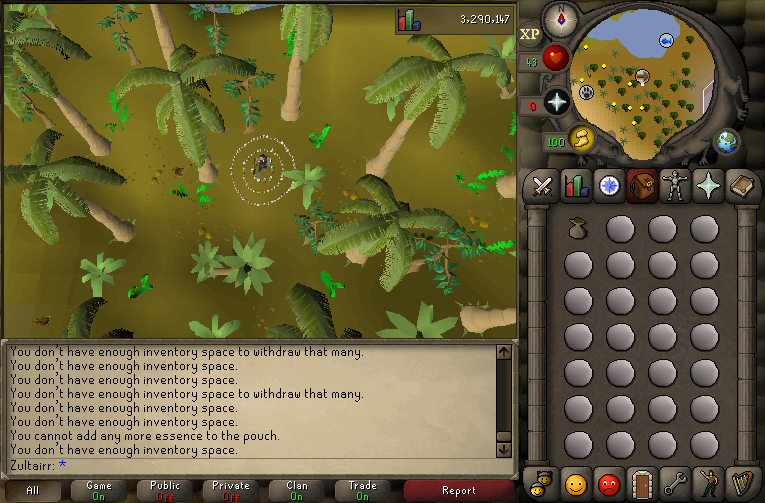 3,290,147
XP
43
0
100
You don't have enough inventory space to withdraw that many.
You don't have enough inventory space.
You don't have enough inventory space.
You don't have enough inventory space to withdraw that many.
You don't have enough inventory space.
You don't have enough inventory space.
You cannot add any more essence to the pouch.
You don't have enough inventory space.
Zultairr: *
All
Game
On
Public
Off
Private
Off
Clan
On
Trade
On
Report